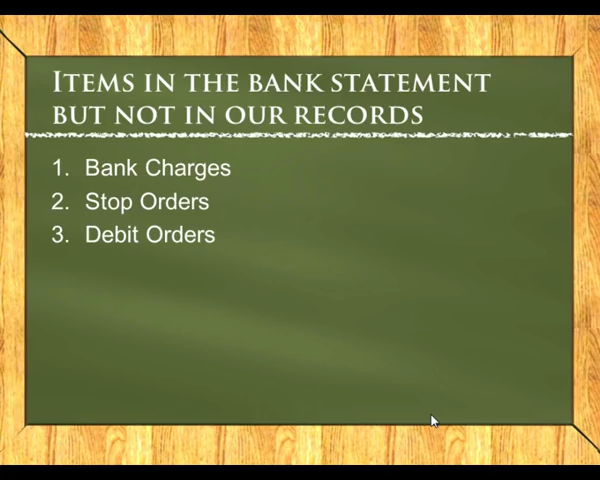 ITEMS IN THE BANK STATEMENT
BUT NOT IN OUR RECORDS
1. Bank Charges
2. Stop Orders
3. Debit Orders